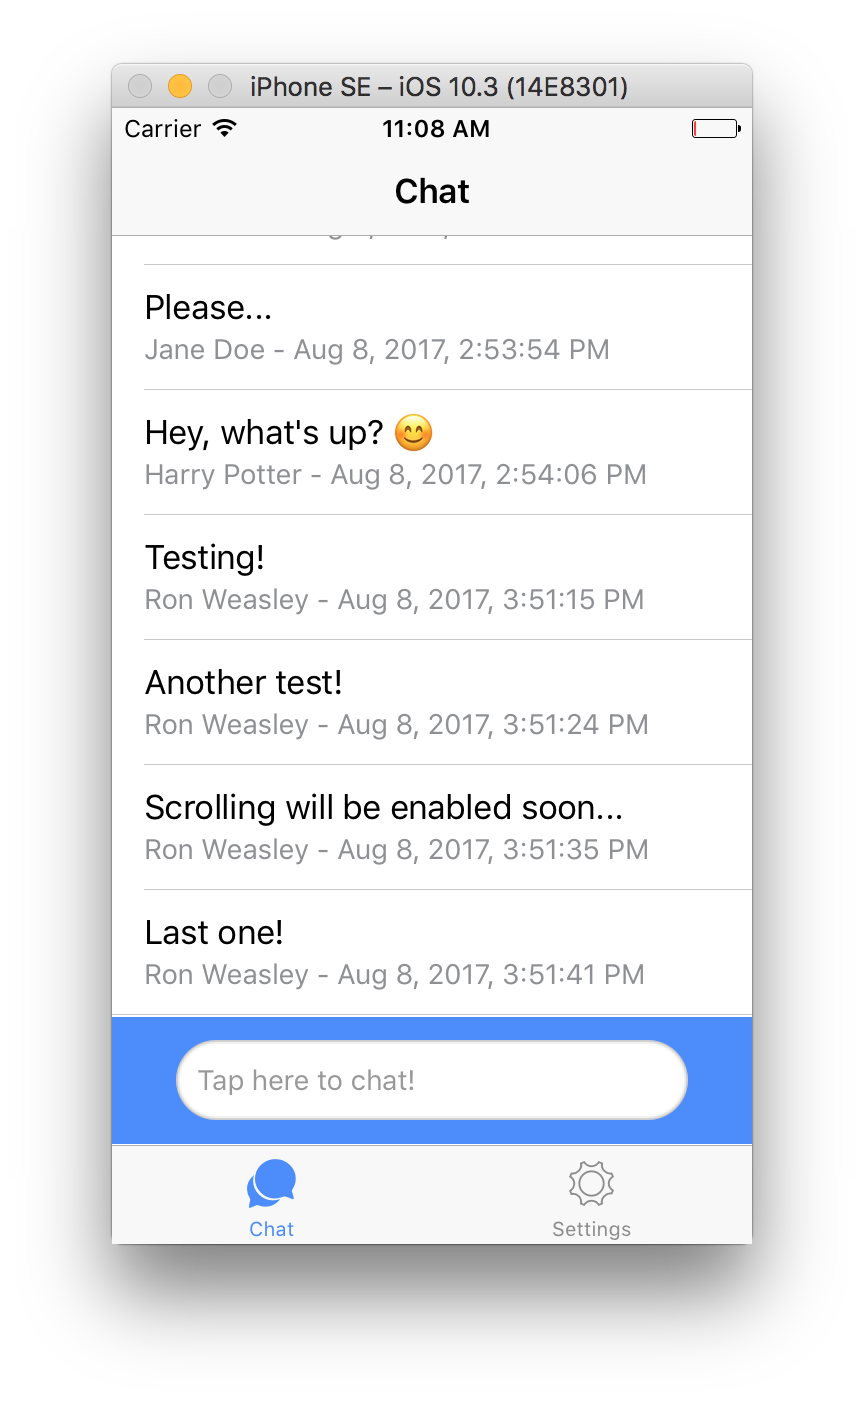 iPhone SE – iOS 10.3 (14E8301)
Carrier 11:08 AM
Chat
Please...
Jane Doe - Aug 8, 2017, 2:53:54 PM
Hey, what's up? 😊
Harry Potter - Aug 8, 2017, 2:54:06 PM
Testing!
Ron Weasley - Aug 8, 2017, 3:51:15 PM
Another test!
Ron Weasley - Aug 8, 2017, 3:51:24 PM
Scrolling will be enabled soon...
Ron Weasley - Aug 8, 2017, 3:51:35 PM
Last one!
Ron Weasley - Aug 8, 2017, 3:51:41 PM
Tap here to chat!
Chat Settings